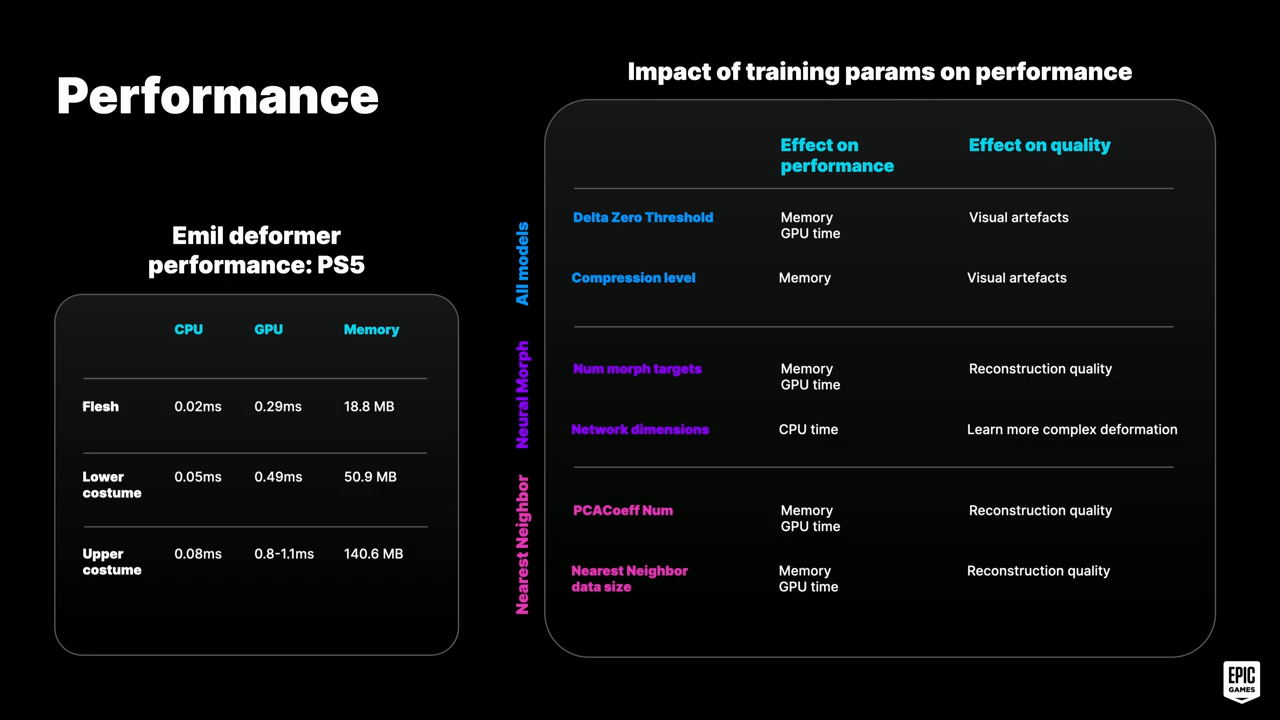 Performance
Emil deformer
performance: PS5
CPU GPU Memory
Flesh 0.02ms 0.29ms 18.8 MB
Lower
costume 0.05ms 0.49ms 50.9 MB
Upper
costume 0.08ms 0.8-1.1ms 140.6 MB
Impact of training params on performance
Effect on
performance
Effect on quality
All models
Delta Zero Threshold
Memory
GPU time
Visual artefacts
Compression level
Memory
Visual artefacts
Neural Morph
Num morph targets
Memory
GPU time
Reconstruction quality
Network dimensions
CPU time
Learn more complex deformation
Nearest Neighbor
PCACoeff Num
Memory
GPU time
Reconstruction quality
Nearest Neighbor
data size
Memory
GPU time
Reconstruction quality
EPIC
GAMES